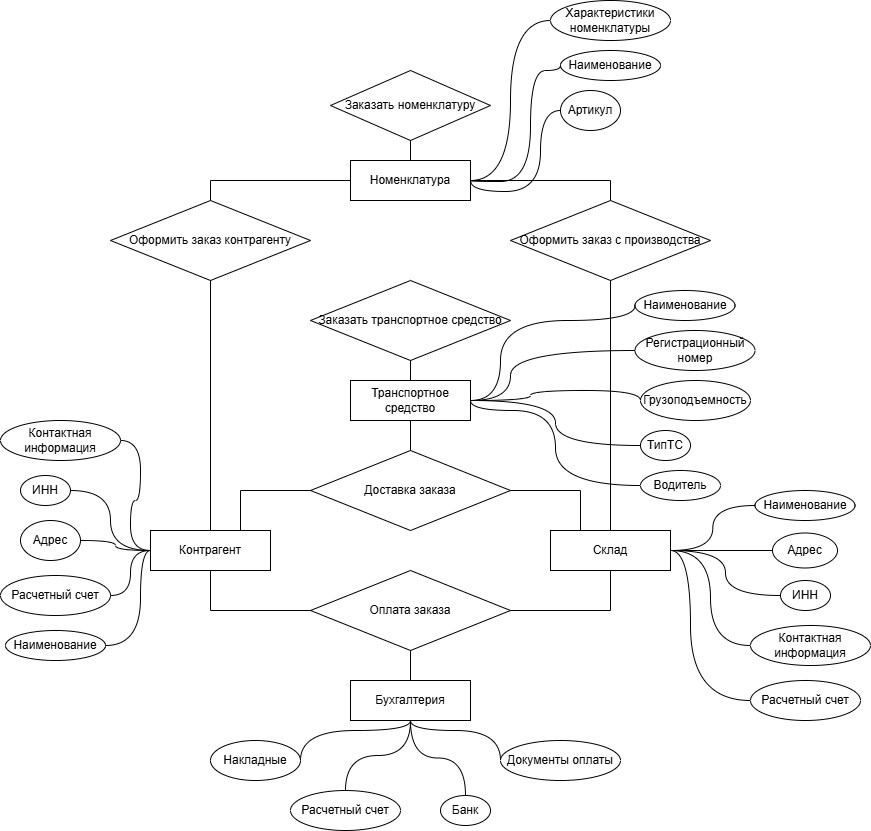 Характеристики
номенклатуры
Наименование
Заказать номенклатуру
Артикул
Номенклатура
Оформить заказ контрагенту
Оформить заказ с производства
Наименование
Заказать транспортное средство
Регистрационный
номер
Транспортное
средство
Грузоподъемность
Контактная
информация
ТипТС
ИНН
Доставка заказа
Водитель
Наименование
Адрес
Контрагент
Склад
Адрес
Расчетный счет
ИНН
Оплата заказа
Наименование
Контактная
информация
Бухгалтерия
Расчетный счет
Накладные
Документы оплаты
Расчетный счет
Банк